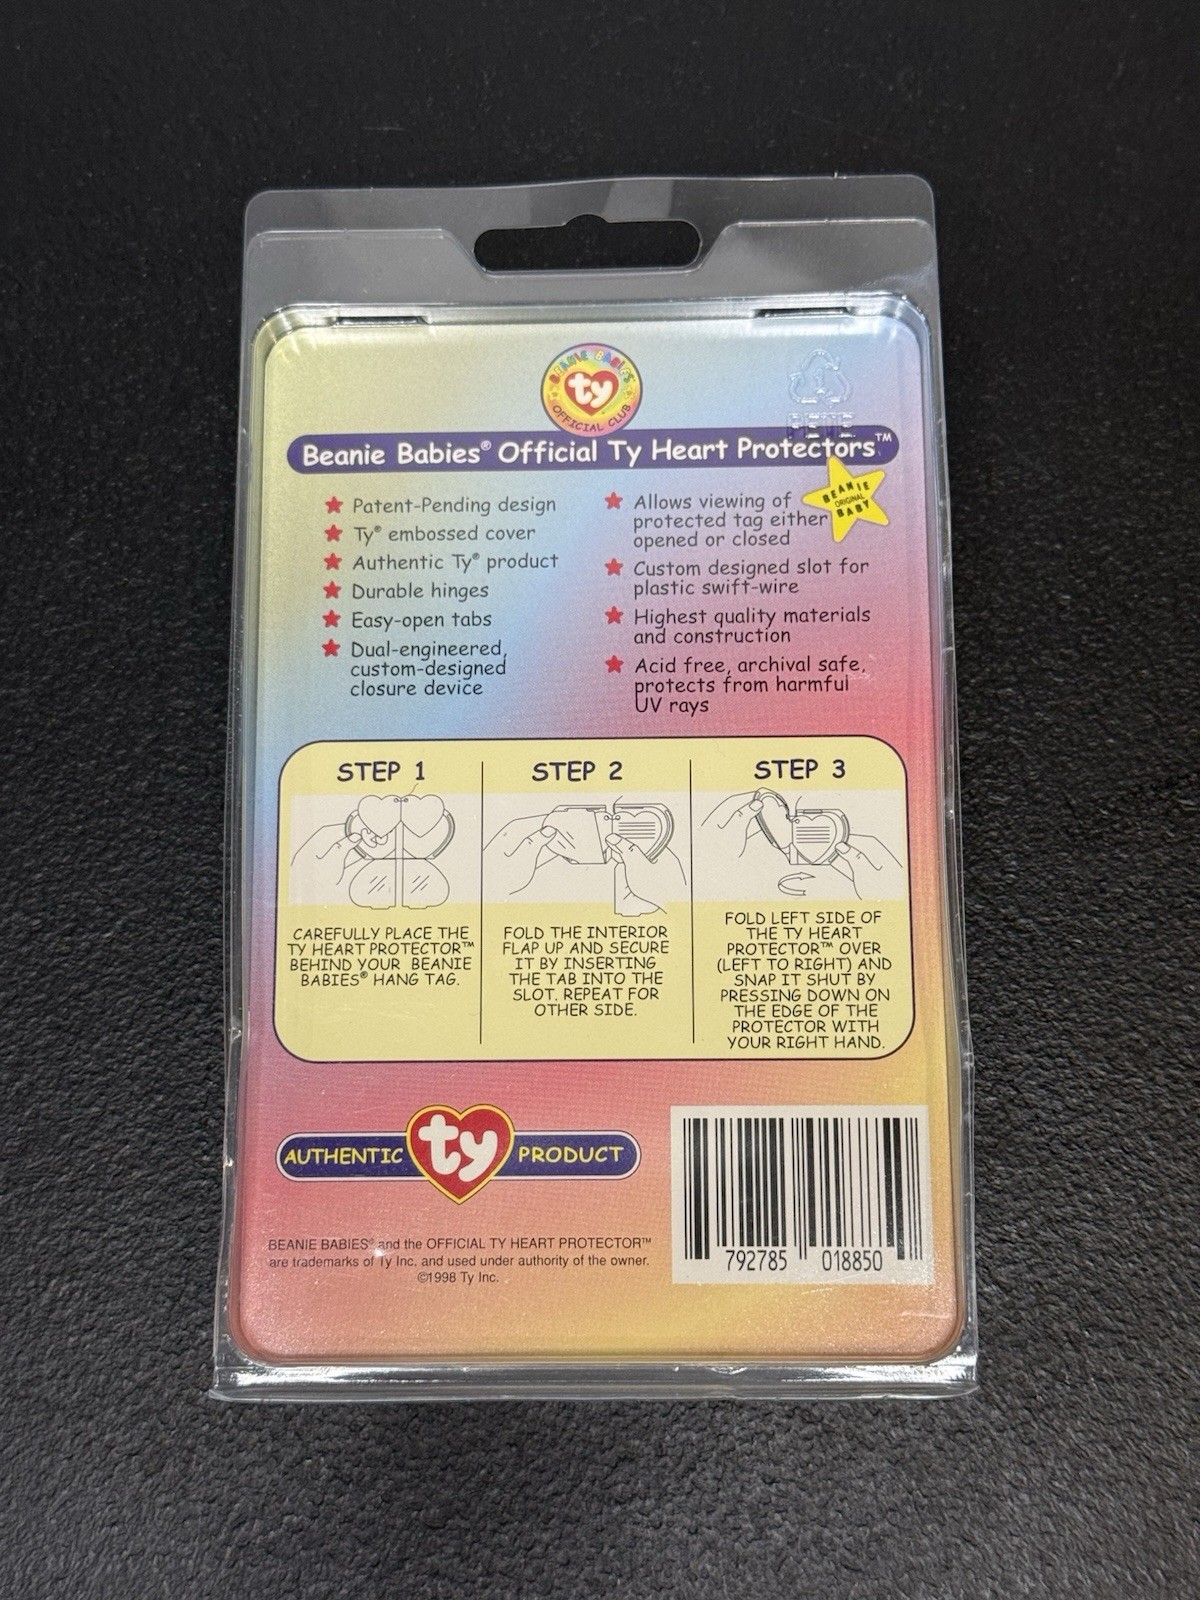 BEANIE BABIES
ty
OFFICIAL CLUB
1
PETE
Beanie Babies® Official Ty Heart Protectors™
BEANIE
ORIGINAL
BABY
★ Patent-Pending design
★ Ty® embossed cover
★ Authentic Ty® product
★ Durable hinges
★ Easy-open tabs
★ Dual-engineered,
custom-designed
closure device
★ Allows viewing of
protected tag either
opened or closed
★ Custom designed slot for
plastic swift-wire
★ Highest quality materials
and construction
★ Acid free, archival safe,
protects from harmful
UV rays
STEP 1
CAREFULLY PLACE THE
TY HEART PROTECTOR™
BEHIND YOUR BEANIE
BABIES® HANG TAG.
STEP 2
FOLD THE INTERIOR
FLAP UP AND SECURE
IT BY INSERTING
THE TAB INTO THE
SLOT. REPEAT FOR
OTHER SIDE.
STEP 3
FOLD LEFT SIDE OF
THE TY HEART
PROTECTOR™ OVER
(LEFT TO RIGHT) AND
SNAP IT SHUT BY
PRESSING DOWN ON
THE EDGE OF THE
PROTECTOR WITH
YOUR RIGHT HAND.
AUTHENTIC ty PRODUCT
BEANIE BABIES® and the OFFICIAL TY HEART PROTECTOR™
are trademarks of Ty Inc. and used under authority of the owner.
©1998 Ty Inc.
792785 018850